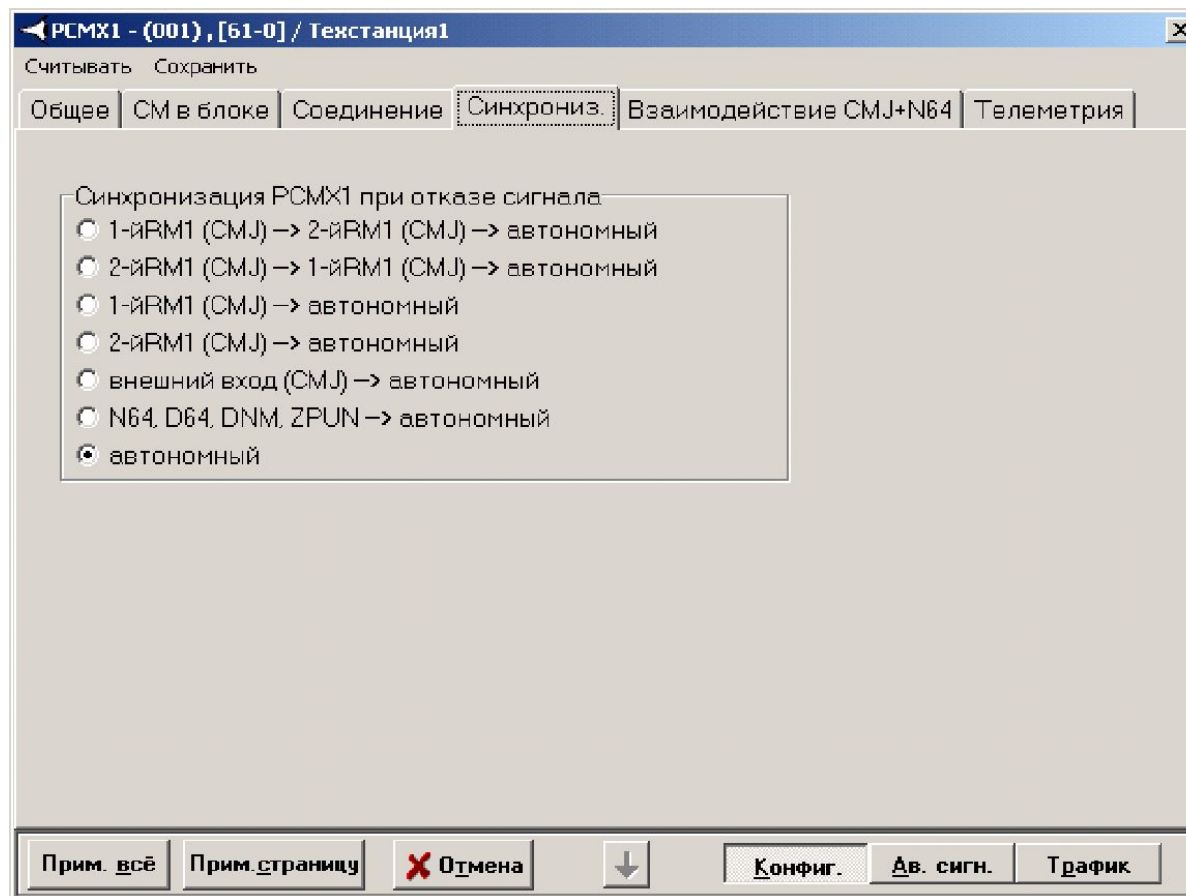 PCMX1 - (001) , [61-0] / Техстанция1
Считывать Сохранить
Общее СМ в блоке Соединение Синхрониз. Взаимодействие CMJ+N64 Телеметрия
Синхронизация PCMX1 при отказе сигнала
1-йRM1 (CMJ) —> 2-йRM1 (CMJ) —> автономный
2-йRM1 (CMJ) —> 1-йRM1 (CMJ) —> автономный
1-йRM1 (CMJ) —> автономный
2-йRM1 (CMJ) —> автономный
внешний вход (CMJ) —> автономный
N64, D64, DNM, ZPUN —> автономный
автономный
Прим. всё Прим.страницу Отмена Конфиг. Ав. сигн. Трафик